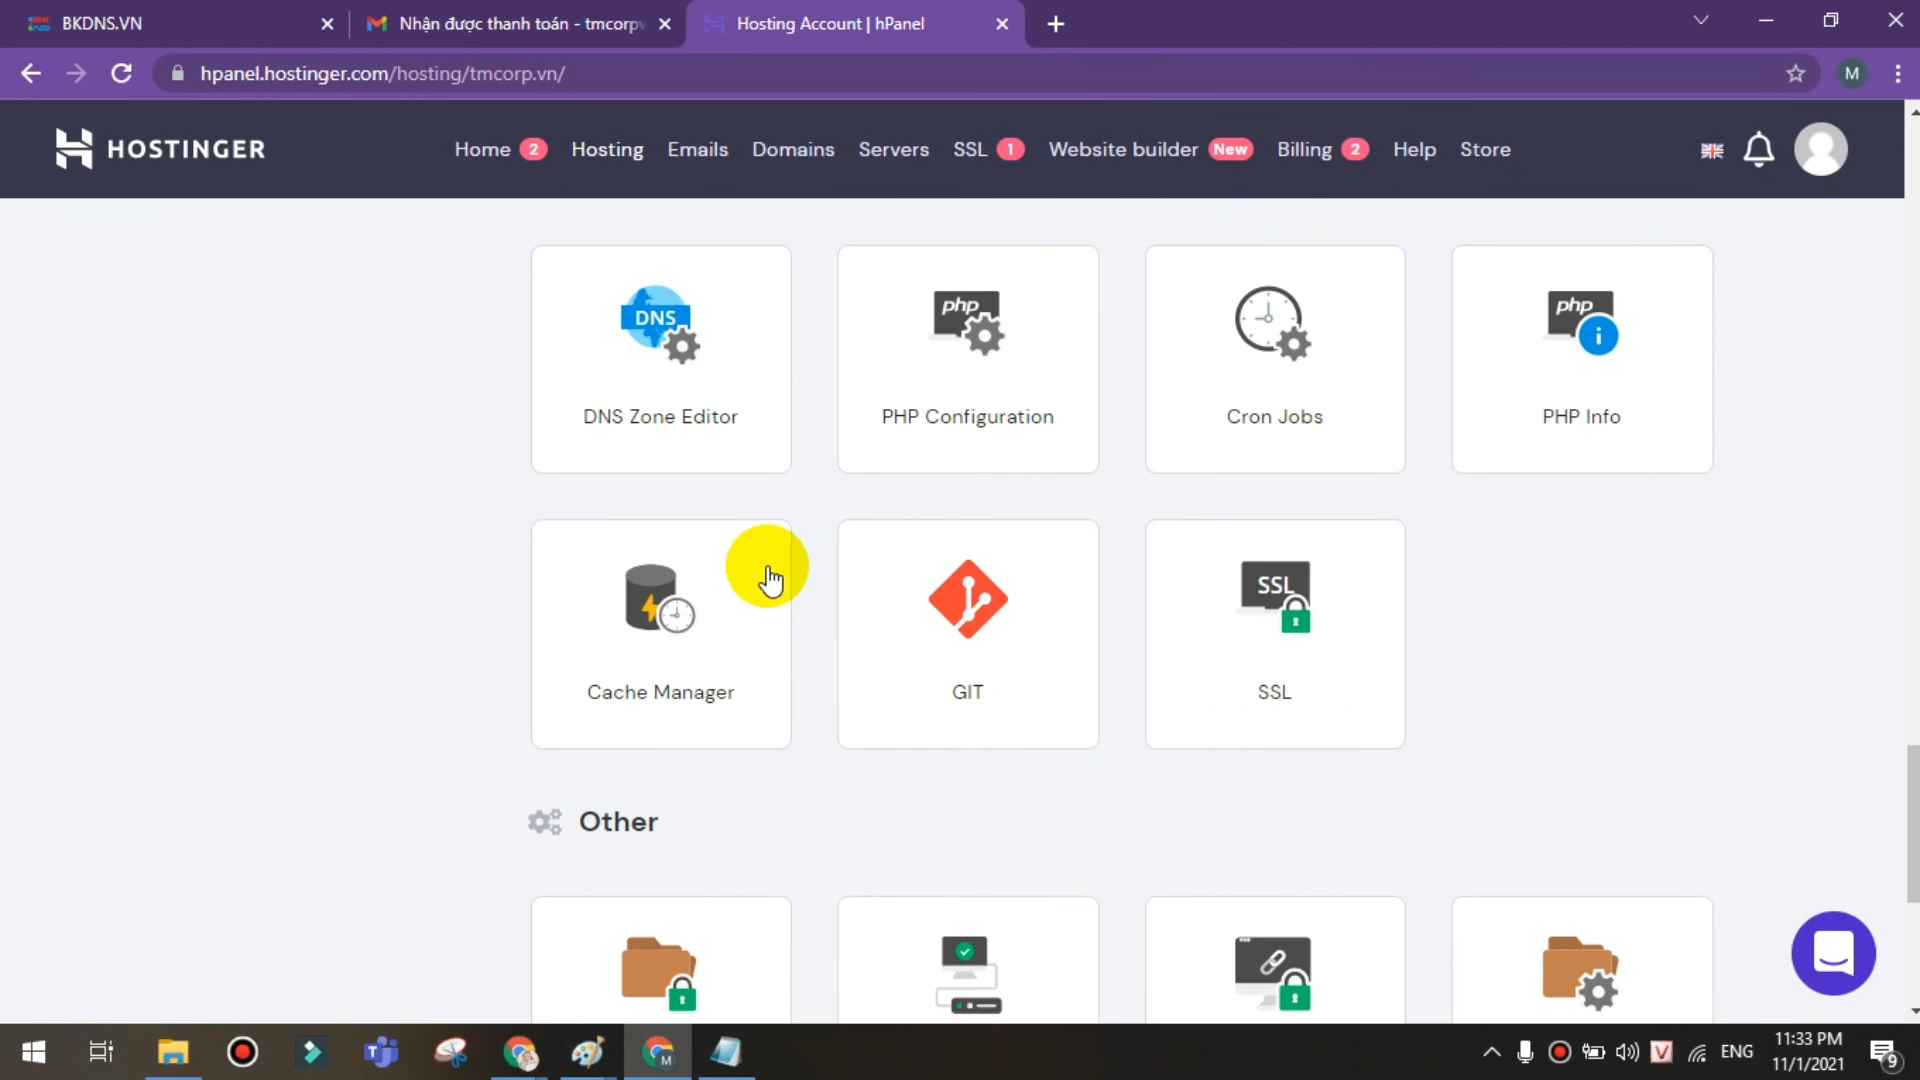 BKDNS.VN
Nhận được thanh toán - tmcorpv
Hosting Account | hPanel
hpanel.hostinger.com/hosting/tmcorp.vn/
M
HOSTINGER
Home 2 Hosting Emails Domains Servers SSL 1 Website builder New Billing 2 Help Store
DNS
php
php
i
DNS Zone Editor
PHP Configuration
Cron Jobs
PHP Info
SSL
Cache Manager
GIT
SSL
Other
ENG
11:33 PM
11/1/2021
9